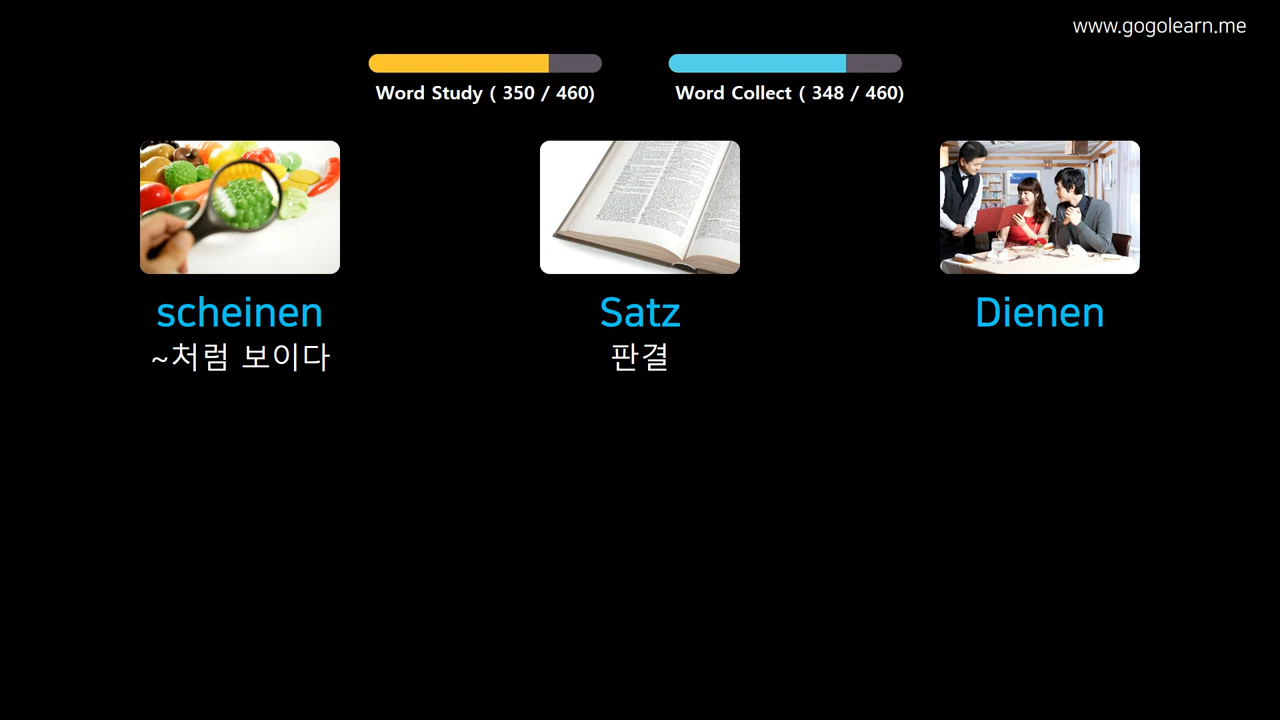 www.gogolearn.me
Word Study ( 350 / 460)
Word Collect ( 348 / 460)
scheinen
~처럼 보이다
Satz
판결
Dienen